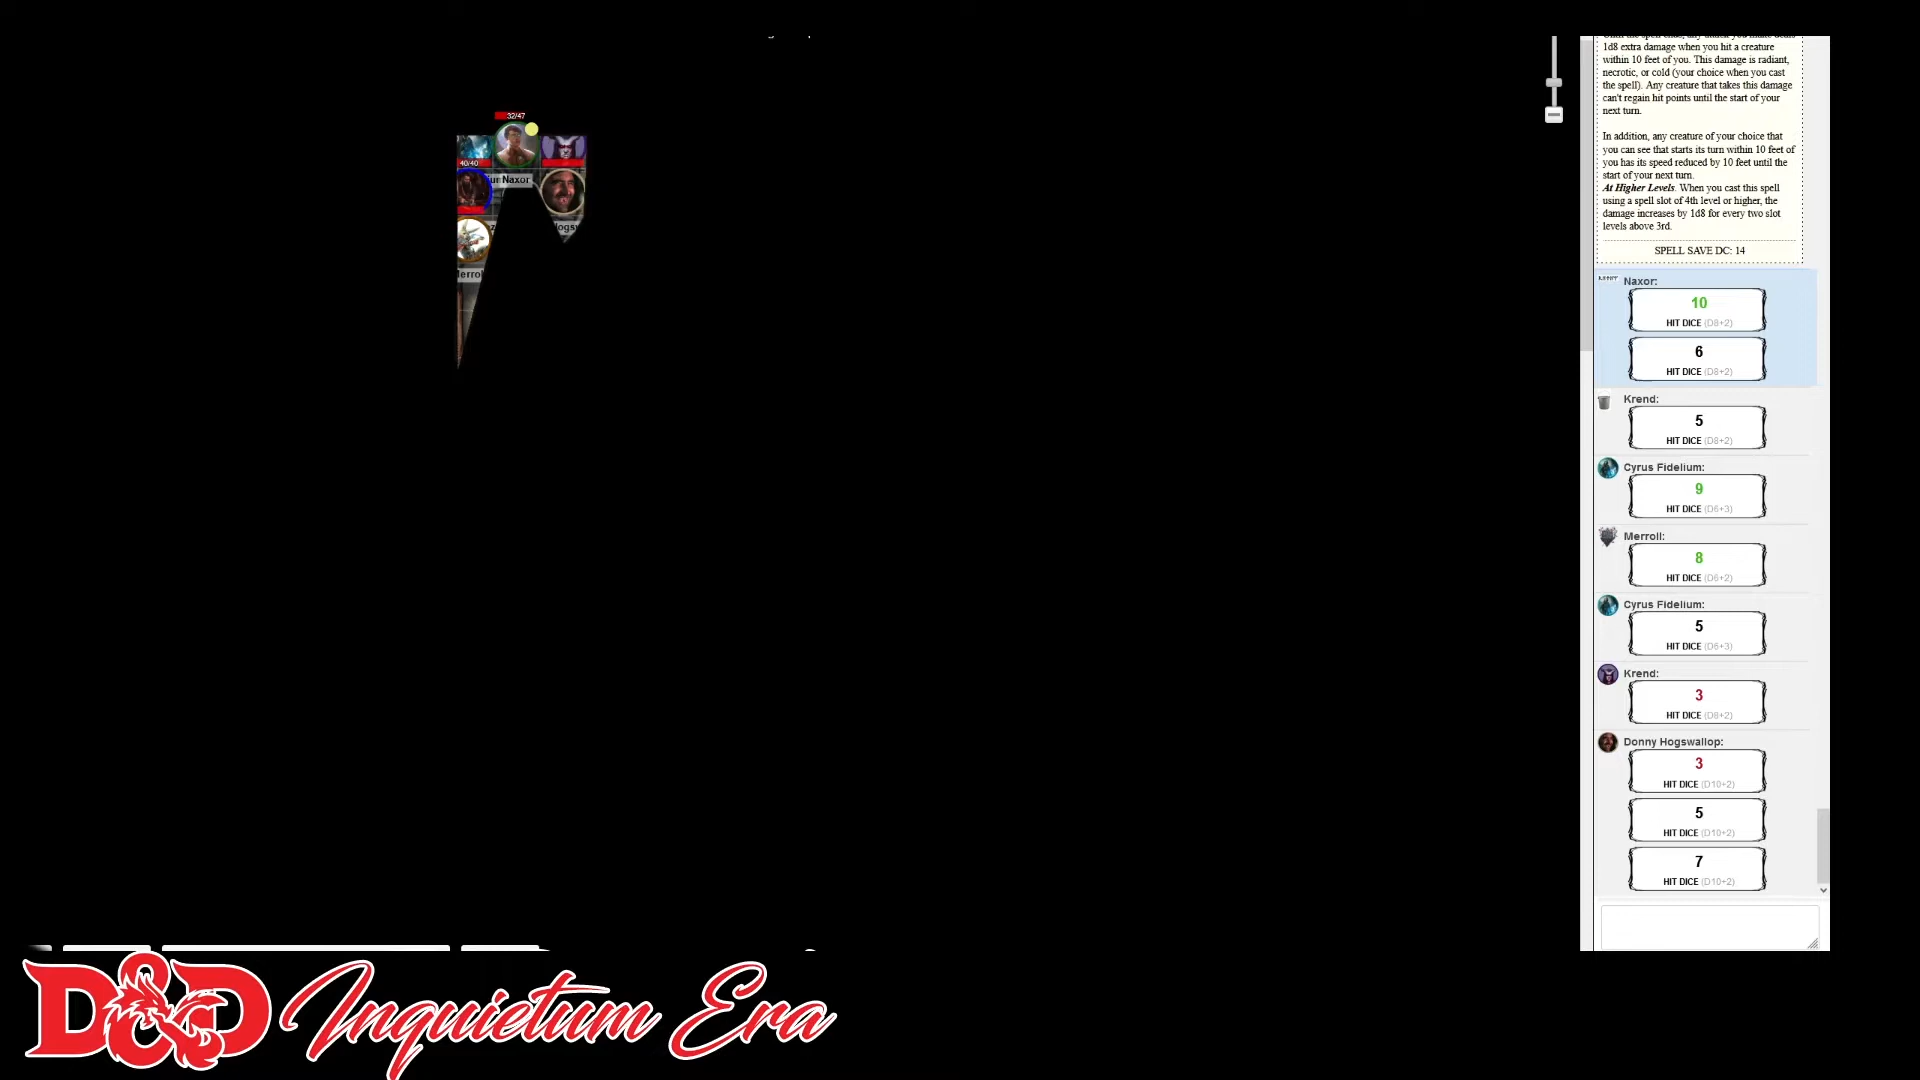 32/47
40/40
Naxor
1d8 extra damage when you hit a creature
within 10 feet of you. This damage is radiant,
necrotic, or cold (your choice when you cast
the spell). Any creature that takes this damage
can't regain hit points until the start of your
next turn.
In addition, any creature of your choice that
you can see that starts its turn within 10 feet of
you has its speed reduced by 10 feet until the
start of your next turn.
At Higher Levels. When you cast this spell
using a spell slot of 4th level or higher, the
damage increases by 1d8 for every two slot
levels above 3rd.
SPELL SAVE DC: 14
Naxor:
10
HIT DICE (D8+2)
6
HIT DICE (D8+2)
Krend:
5
HIT DICE (D8+2)
Cyrus Fidelium:
9
HIT DICE (D6+3)
Merroll:
8
HIT DICE (D6+2)
Cyrus Fidelium:
5
HIT DICE (D6+3)
Krend:
3
HIT DICE (D8+2)
Donny Hogswallop:
3
HIT DICE (D10+2)
5
HIT DICE (D10+2)
7
HIT DICE (D10+2)
D&D Inquietum Era